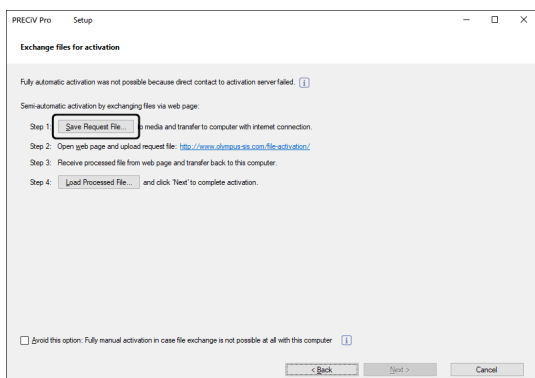 PRECiV Pro Setup
Exchange files for activation
Fully automatic activation was not possible because direct contact to activation server failed. i
Semi-automatic activation by exchanging files via web page:
Step 1: Save Request File... to media and transfer to computer with internet connection.
Step 2: Open web page and upload request file: http://www.olympus-sis.com/file-activation/
Step 3: Receive processed file from web page and transfer back to this computer.
Step 4: Load Processed File... and click 'Next' to complete activation.
Avoid this option: Fully manual activation in case file exchange is not possible at all with this computer i
< Back Next > Cancel